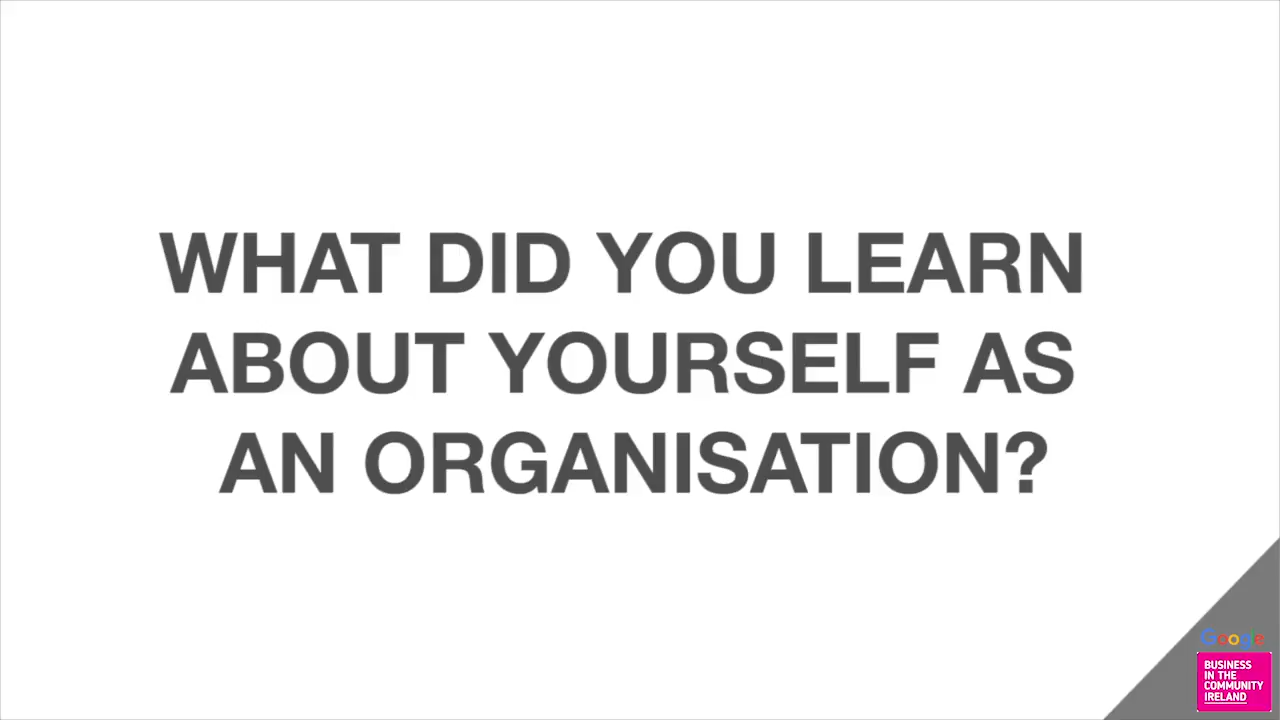 WHAT DID YOU LEARN
ABOUT YOURSELF AS
AN ORGANISATION?
Google
BUSINESS
IN THE
COMMUNITY
IRELAND